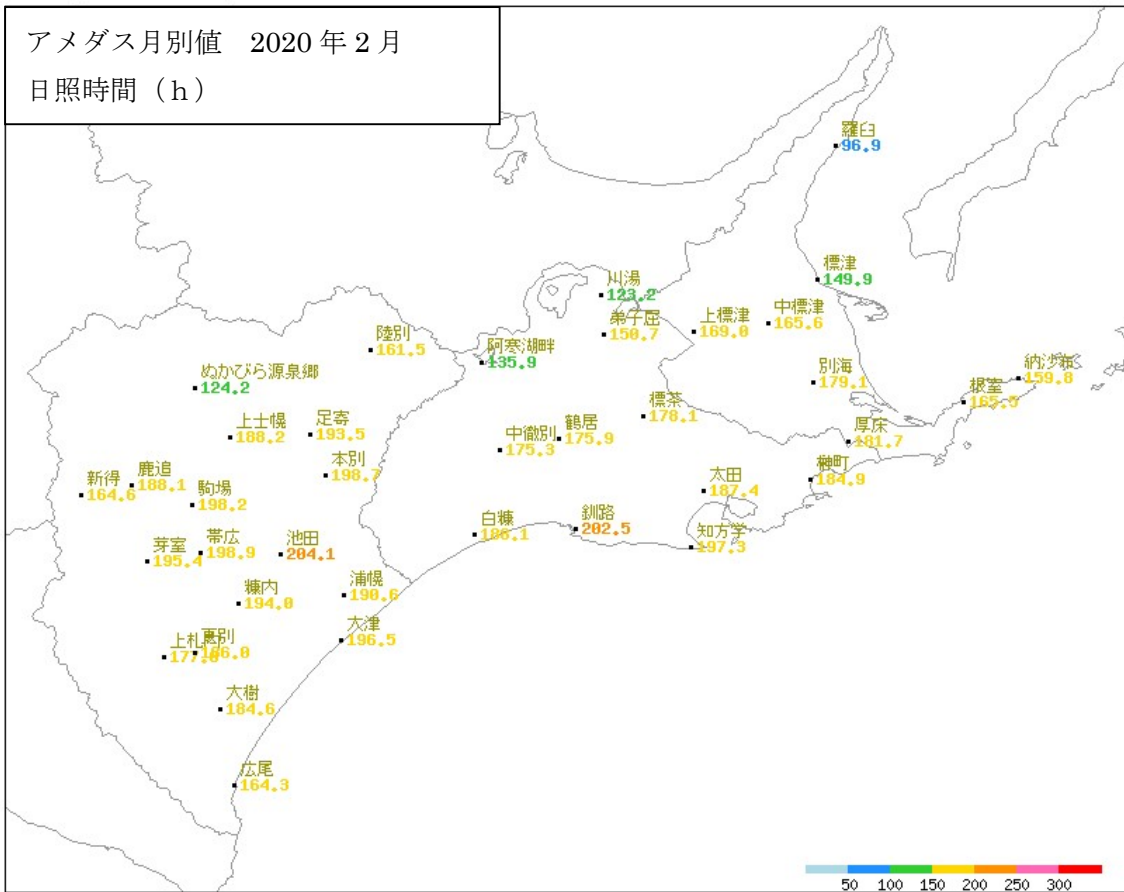 アメダス月別値　2020年2月
日照時間（ｈ）
羅臼
96.9
標津
149.9
川湯
123.2
中標津
165.6
上標津
169.0
弟子屈
150.7
陸別
161.5
阿寒湖畔
135.9
ぬかびら源泉郷
124.2
別海
179.1
納沙布
159.8
根室
165.5
標茶
178.1
上士幌
188.2
足寄
193.5
鶴居
175.9
中徹別
175.3
厚床
181.7
本別
198.7
鹿追
188.1
新得
164.6
駒場
198.2
太田
187.4
榊町
184.9
白糠
釧路
202.5
知方学
197.3
芽室
195.4
帯広
198.9
池田
204.1
糠内
194.0
浦幌
190.6
大津
196.5
上札
更別
大樹
184.6
広尾
164.3
50 100 150 200 250 300